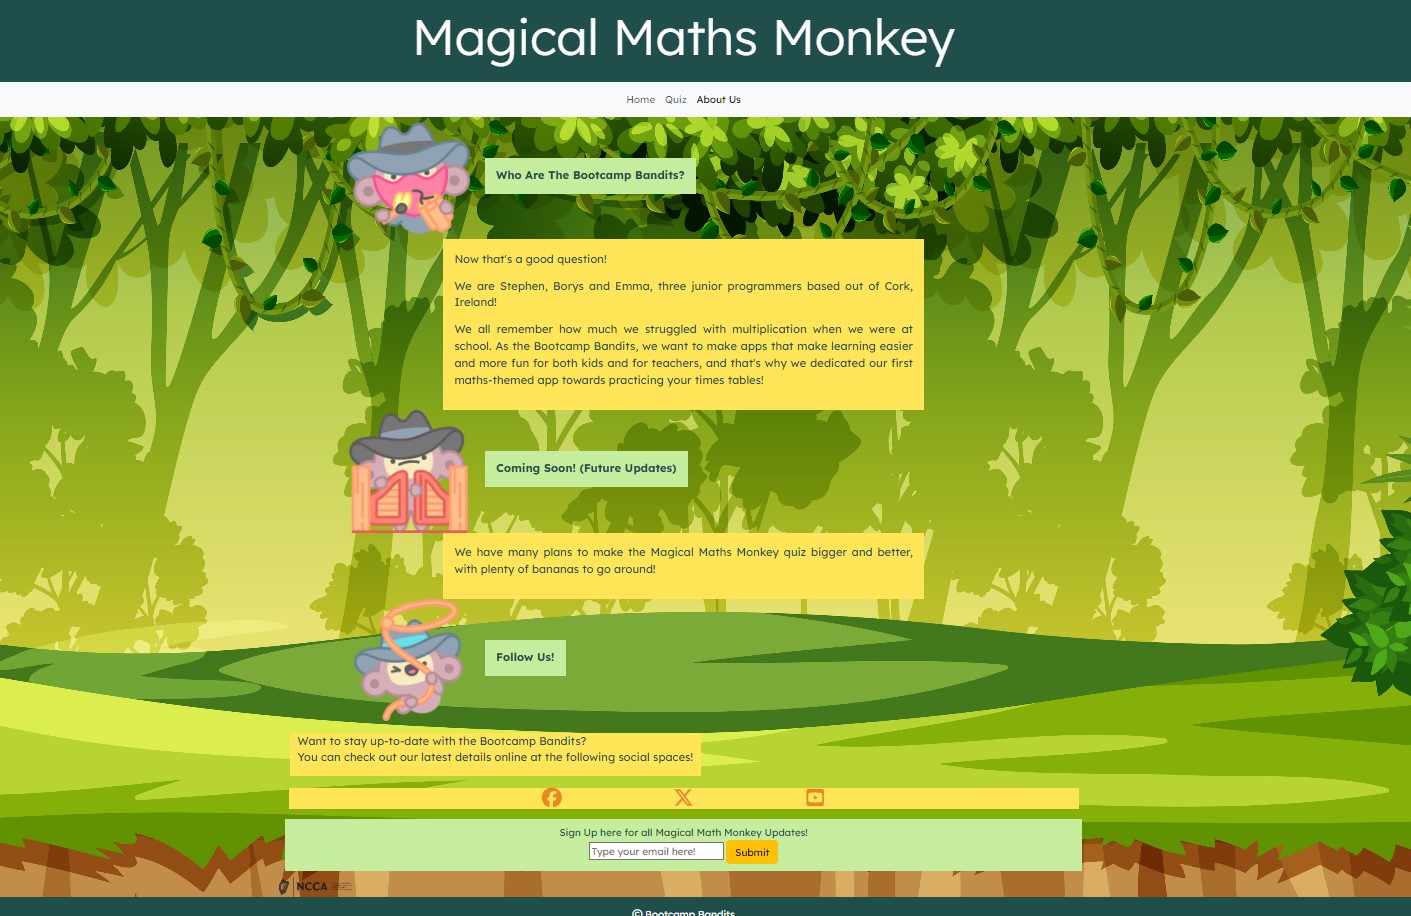 Magical Maths Monkey
Home Quiz About Us
Who Are The Bootcamp Bandits?
Now that's a good question!
We are Stephen, Borys and Emma, three junior programmers based out of Cork,
Ireland!
We all remember how much we struggled with multiplication when we were at
school. As the Bootcamp Bandits, we want to make apps that make learning easier
and more fun for both kids and for teachers, and that's why we dedicated our first
maths-themed app towards practicing your times tables!
Coming Soon! (Future Updates)
We have many plans to make the Magical Maths Monkey quiz bigger and better,
with plenty of bananas to go around!
Follow Us!
Want to stay up-to-date with the Bootcamp Bandits?
You can check out our latest details online at the following social spaces!
Sign Up here for all Magical Math Monkey Updates!
Type your email here! Submit
NCCA
© Bootcamp Bandits